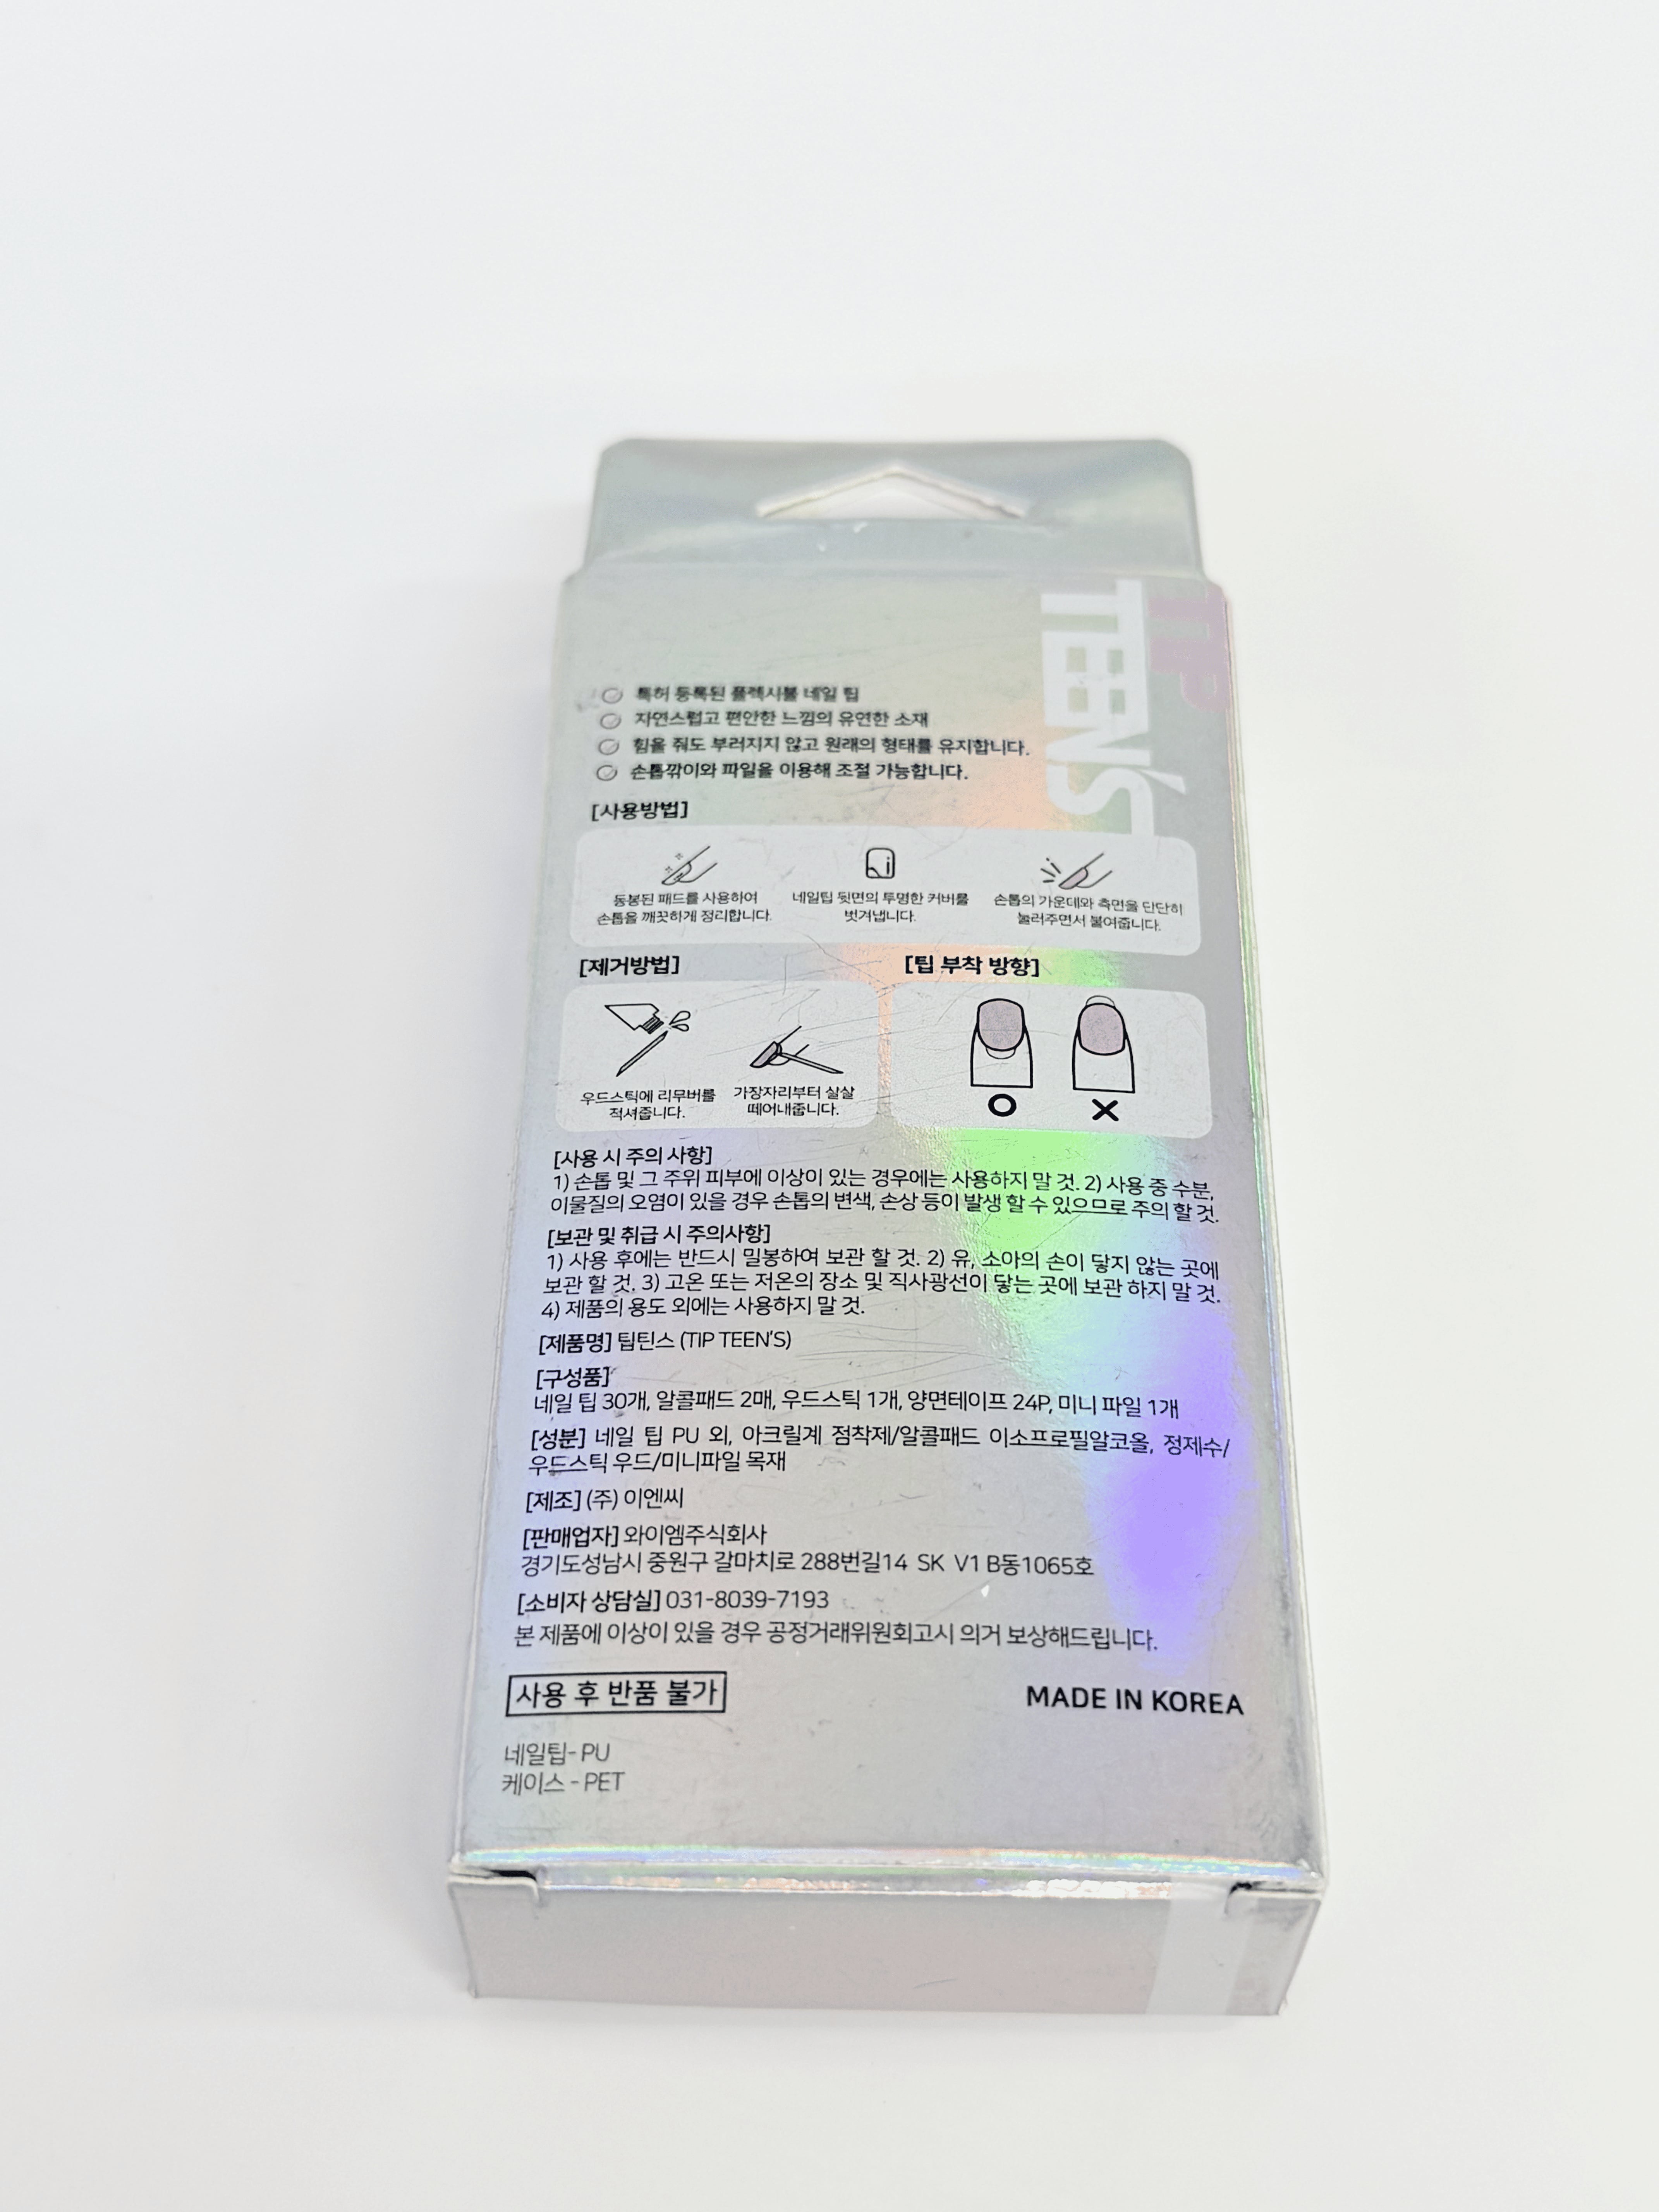 TIP
TEEN'S
특허 등록된 플렉시블 네일 팁
자연스럽고 편안한 느낌의 유연한 소재
힘을 줘도 부러지지 않고 원래의 형태를 유지합니다.
손톱깎이와 파일을 이용해 조절 가능합니다.
[사용방법]
동봉된 패드를 사용하여
손톱을 깨끗하게 정리합니다.
네일팁 뒷면의 투명한 커버를
벗겨냅니다.
손톱의 가운데와 측면을 단단히
눌러주면서 붙여줍니다.
[제거방법]
우드스틱에 리무버를
적셔줍니다.
가장자리부터 살살
떼어내줍니다.
[팁 부착 방향]
O X
[사용 시 주의 사항]
1) 손톱 및 그 주위 피부에 이상이 있는 경우에는 사용하지 말 것. 2) 사용 중 수분,
이물질의 오염이 있을 경우 손톱의 변색, 손상 등이 발생 할 수 있으므로 주의 할 것.
[보관 및 취급 시 주의사항]
1) 사용 후에는 반드시 밀봉하여 보관 할 것. 2) 유, 소아의 손이 닿지 않는 곳에
보관 할 것. 3) 고온 또는 저온의 장소 및 직사광선이 닿는 곳에 보관 하지 말 것.
4) 제품의 용도 외에는 사용하지 말 것.
[제품명] 팁틴스 (TIP TEEN'S)
[구성품]
네일 팁 30개, 알콜패드 2매, 우드스틱 1개, 양면테이프 24P, 미니 파일 1개
[성분] 네일 팁 PU 외, 아크릴계 점착제/알콜패드 이소프로필알코올, 정제수/
우드스틱 우드/미니파일 목재
[제조] (주) 이엔씨
[판매업자] 와이엠주식회사
경기도성남시 중원구 갈마치로 288번길14 SK V1 B동1065호
[소비자 상담실] 031-8039-7193
본 제품에 이상이 있을 경우 공정거래위원회고시 의거 보상해드립니다.
사용 후 반품 불가
MADE IN KOREA
네일팁- PU
케이스 - PET